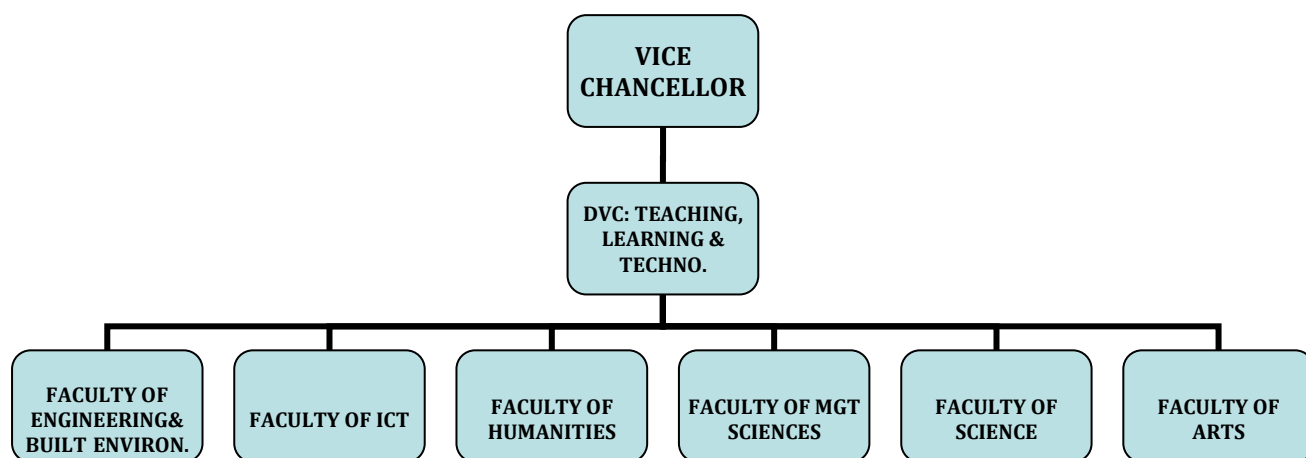 VICE
CHANCELLOR
DVC: TEACHING,
LEARNING &
TECHNO.
FACULTY OF
ENGINEERING&
BUILT ENVIRON.
FACULTY OF ICT
FACULTY OF
HUMANITIES
FACULTY OF MGT
SCIENCES
FACULTY OF
SCIENCE
FACULTY OF
ARTS